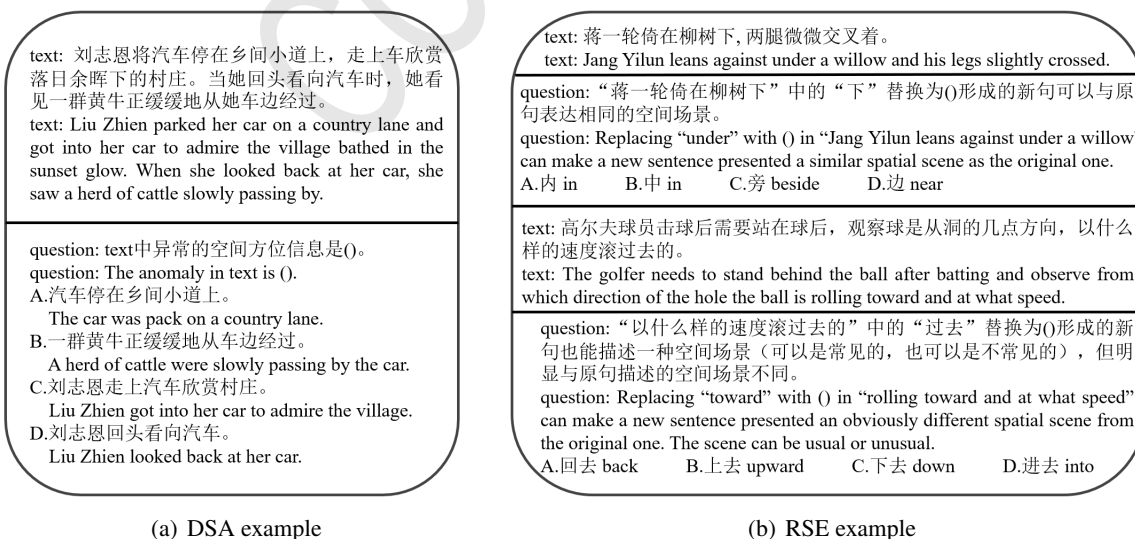 text: 刘志恩将汽车停在乡间小道上，走上车欣赏
落日余晖下的村庄。当她回头看向汽车时，她看
见一群黄牛正缓缓地从她车边经过。
text: Liu Zhien parked her car on a country lane and
got into her car to admire the village bathed in the
sunset glow. When she looked back at her car, she
saw a herd of cattle slowly passing by.
question: text中异常的空间方位信息是()。
question: The anomaly in text is ().
A.汽车停在乡间小道上。
The car was pack on a country lane.
B.一群黄牛正缓缓地从车边经过。
A herd of cattle were slowly passing by the car.
C.刘志恩走上汽车欣赏村庄。
Liu Zhien got into her car to admire the village.
D.刘志恩回头看向汽车。
Liu Zhien looked back at her car.
(a) DSA example
text: 蒋一轮倚在柳树下, 两腿微微交叉着。
text: Jang Yilun leans against under a willow and his legs slightly crossed.
question: “蒋一轮倚在柳树下”中的“下”替换为()形成的新句可以与原
句表达相同的空间场景。
question: Replacing “under” with () in “Jang Yilun leans against under a willow”
can make a new sentence presented a similar spatial scene as the original one.
A.内 in B.中 in C.旁 beside D.边 near
text: 高尔夫球员击球后需要站在球后，观察球是从洞的几点方向，以什么
样的速度滚过去的。
text: The golfer needs to stand behind the ball after batting and observe from
which direction of the hole the ball is rolling toward and at what speed.
question: “以什么样的速度滚过去的”中的“过去”替换为()形成的新
句也能描述一种空间场景（可以是常见的，也可以是不常见的）, 但明
显与原句描述的空间场景不同。
question: Replacing “toward” with () in “rolling toward and at what speed”
can make a new sentence presented an obviously different spatial scene from
the original one. The scene can be usual or unusual.
A.回去 back B.上去 upward C.下去 down D.进去 into
(b) RSE example